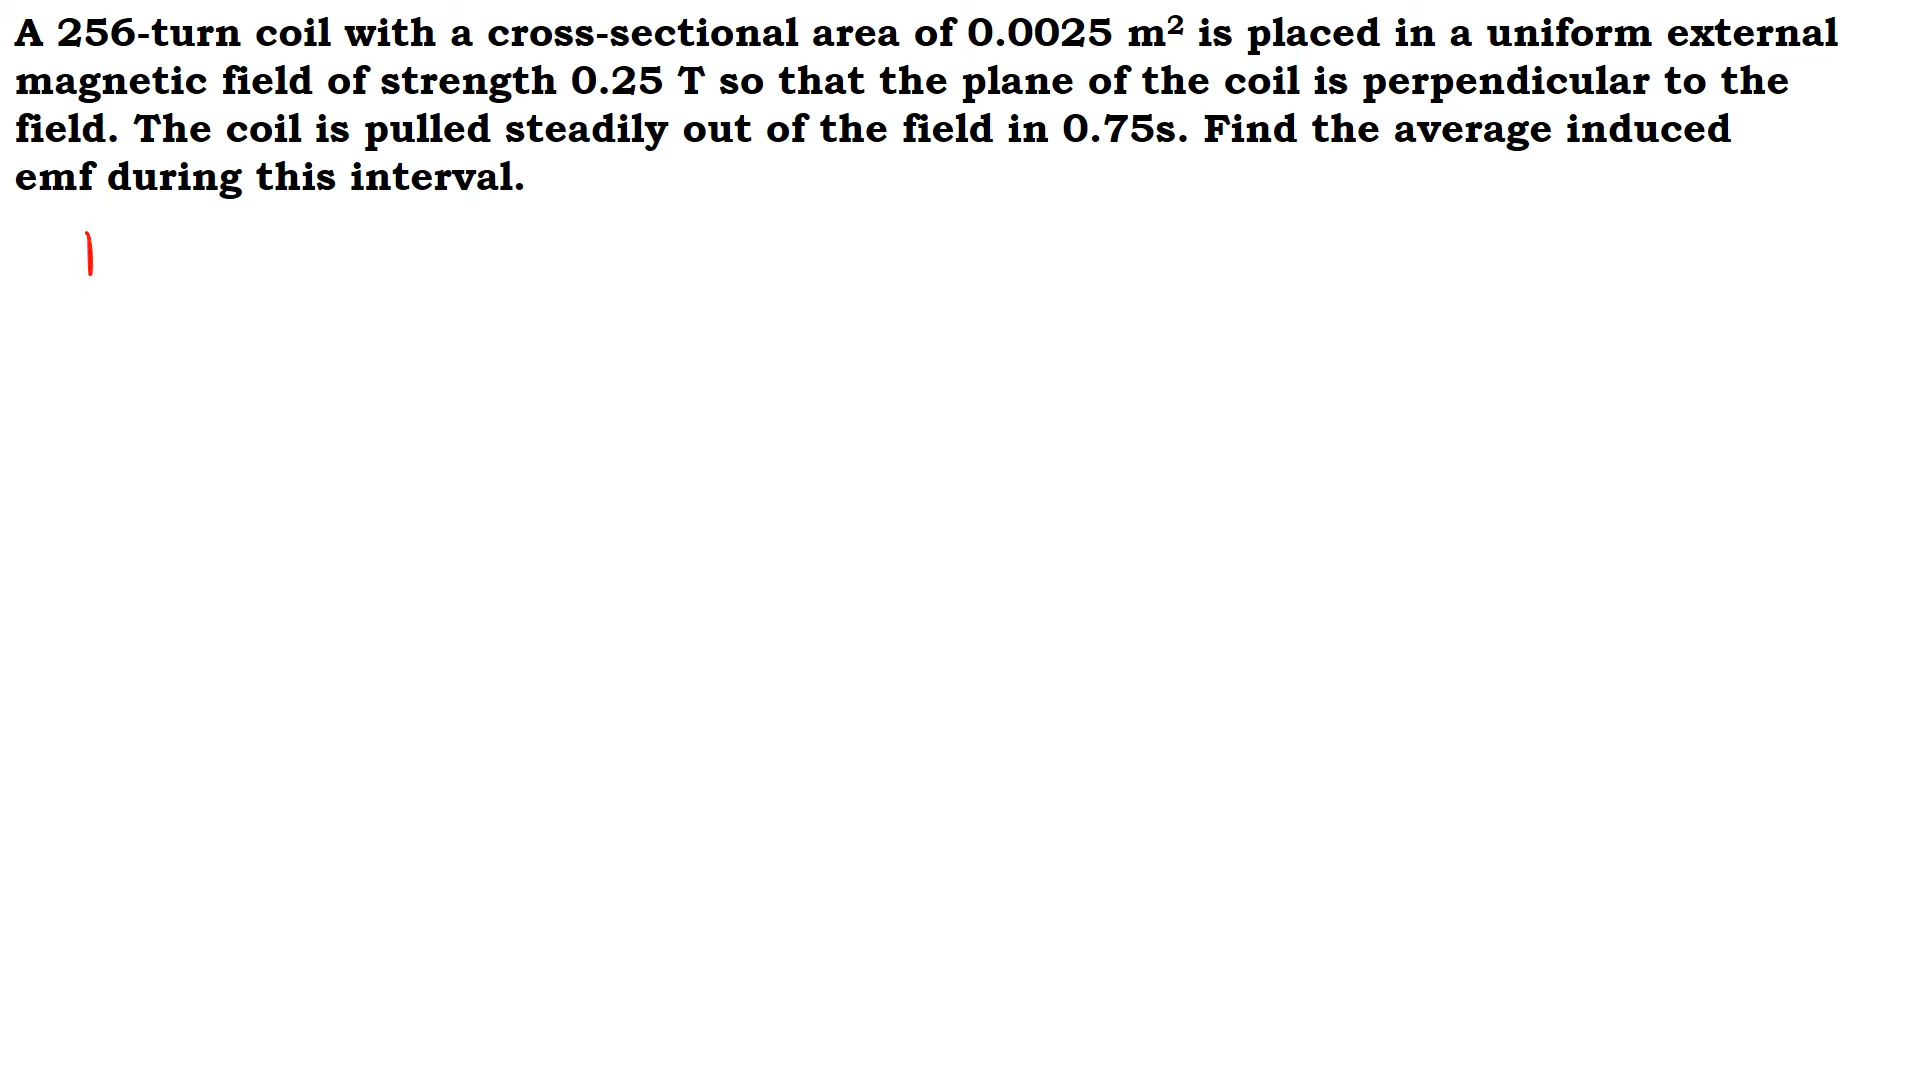 A 256-turn coil with a cross-sectional area of 0.0025 m² is placed in a uniform external
magnetic field of strength 0.25 T so that the plane of the coil is perpendicular to the
field. The coil is pulled steadily out of the field in 0.75s. Find the average induced
emf during this interval.